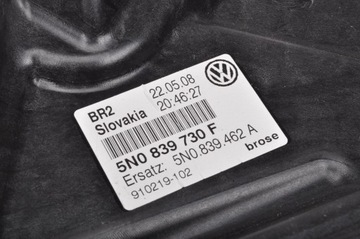 BR2 22.05.08
Slovakia 20:46:27
5N0 839 730 F
Ersatz: 5N0.839.462 A
910219-102 brose